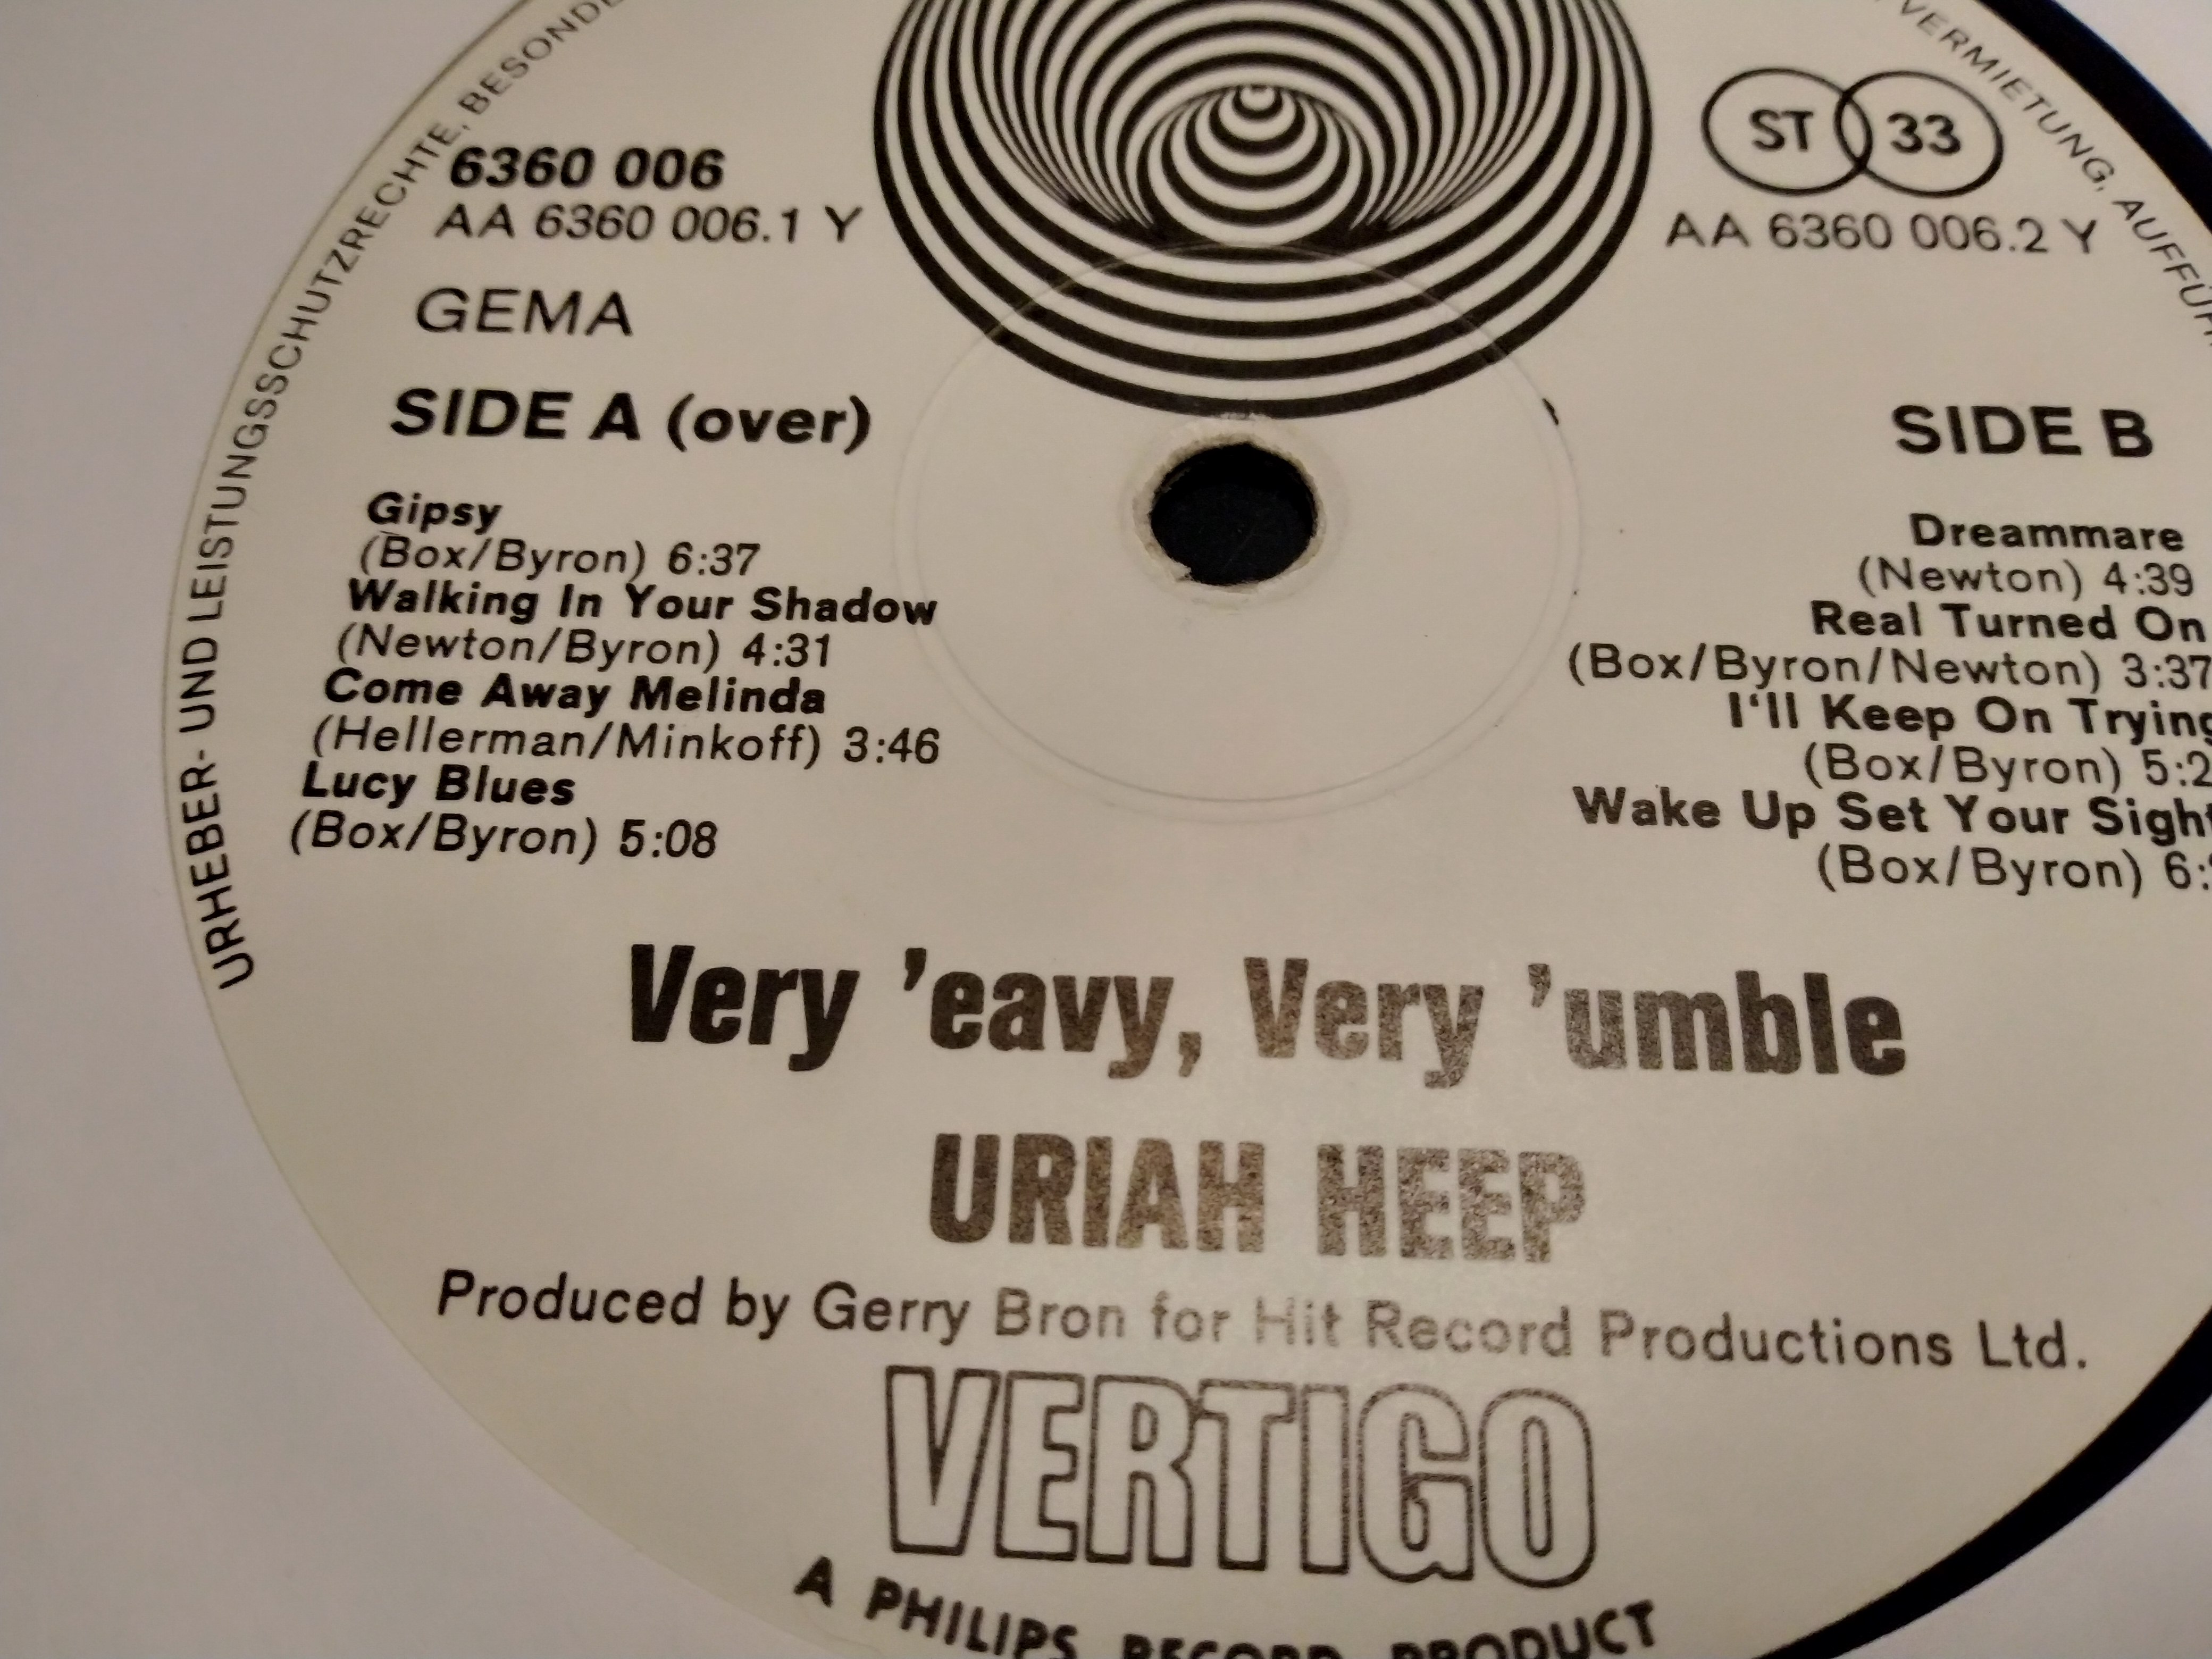 URHEBER- UND LEISTUNGSSCHUTZRECHTE, BESONDE
VERMIETUNG, AUFFÜH
6360 006
AA 6360 006.1 Y
GEMA
SIDE A (over)
Gipsy
(Box/Byron) 6:37
Walking In Your Shadow
(Newton/Byron) 4:31
Come Away Melinda
(Hellerman/Minkoff) 3:46
Lucy Blues
(Box/Byron) 5:08
ST 33
AA 6360 006.2 Y
SIDE B
Dreammare
(Newton) 4:39
Real Turned On
(Box/Byron/Newton) 3:37
I'll Keep On Trying
(Box/Byron) 5:2
Wake Up Set Your Sight
(Box/Byron) 6:
Very 'eavy, Very 'umble
URIAH HEEP
Produced by Gerry Bron for Hit Record Productions Ltd.
VERTIGO
A PHILIPS RECORD PRODUCT